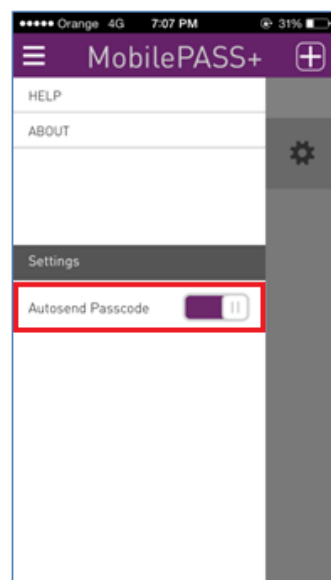 Orange 4G 7:07 PM 31%
MobilePASS+
HELP
ABOUT
Settings
Autosend Passcode